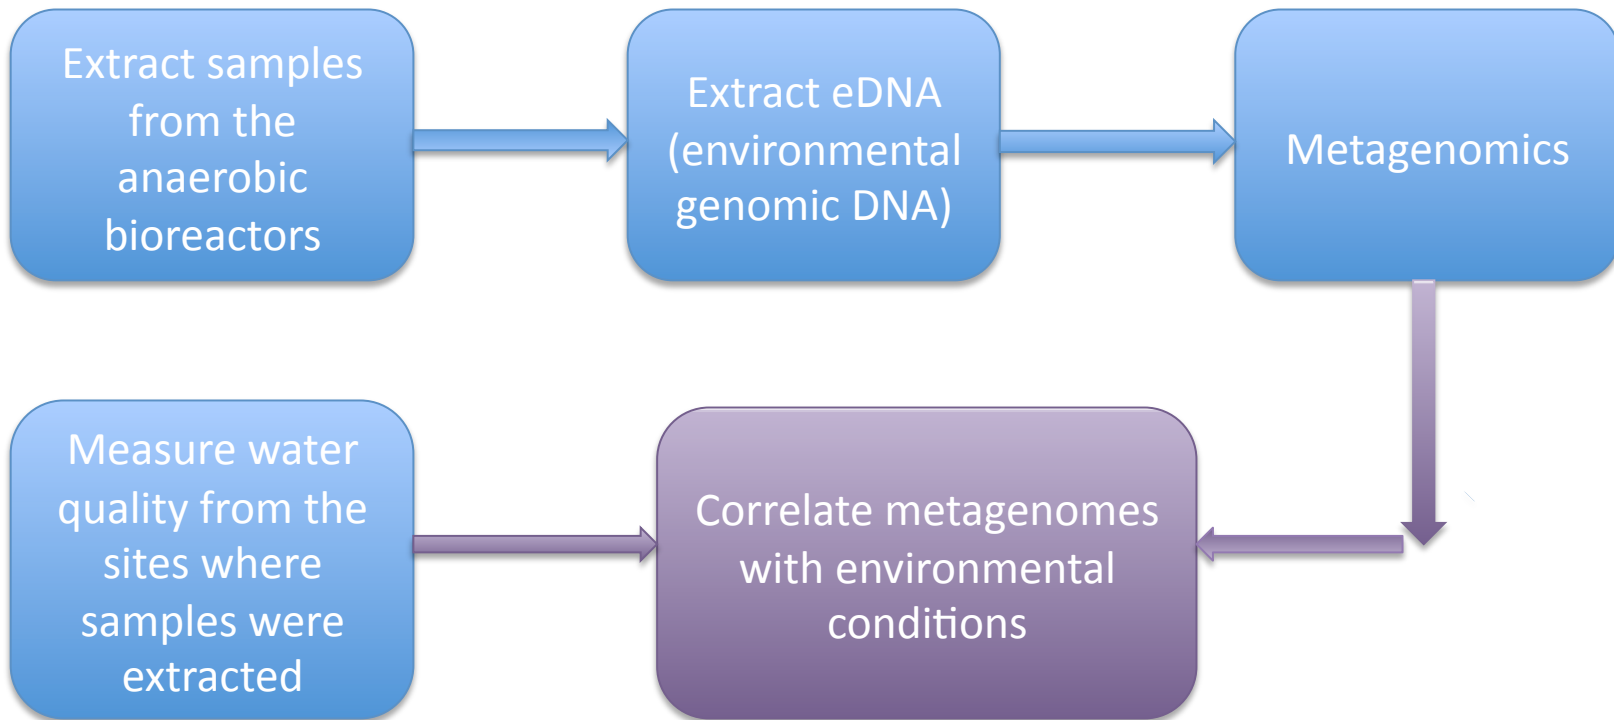 Extract samples
from the
anaerobic
bioreactors
Extract eDNA
(environmental
genomic DNA)
Metagenomics
Measure water
quality from the
sites where
samples were
extracted
Correlate metagenomes
with environmental
conditions